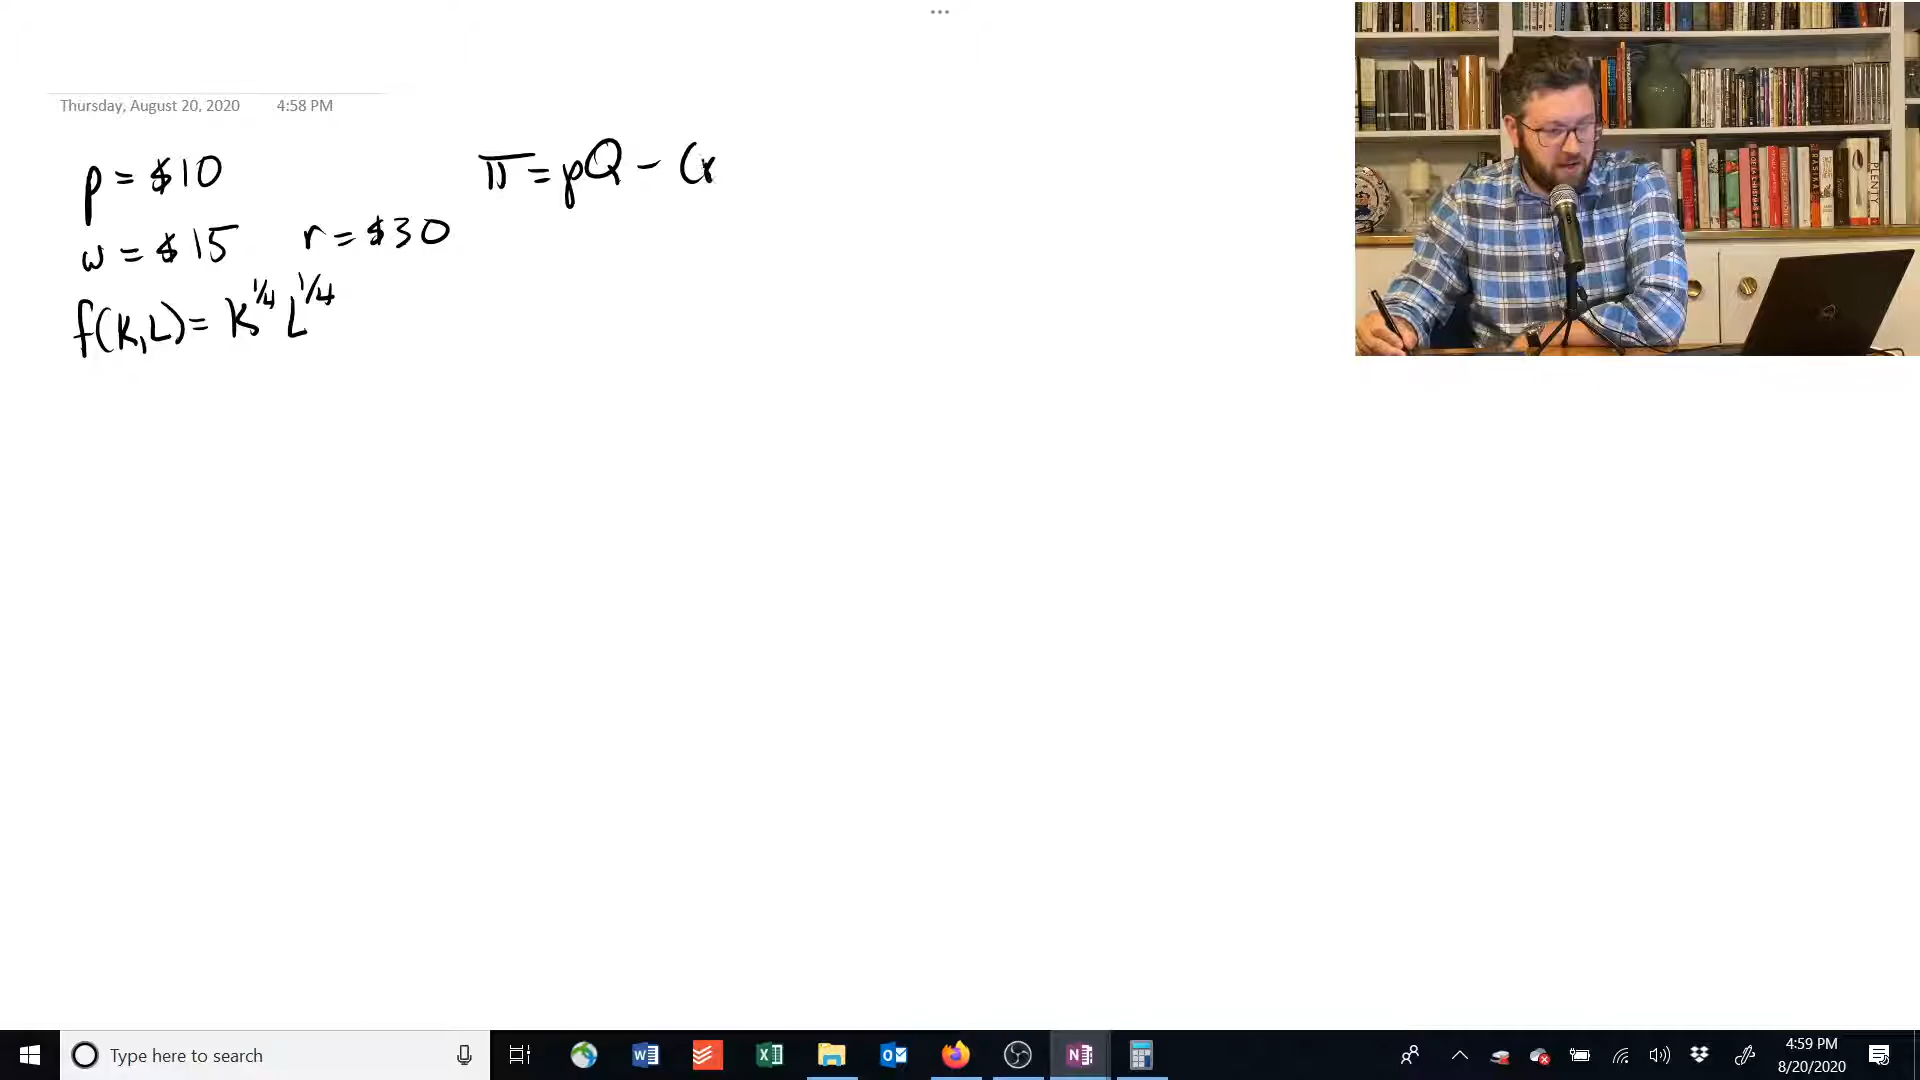 Thursday, August 20, 2020 4:58 PM
p = $10
π = pQ - (r
w = $15 r = $30
f(K,L) = K^1/4 L^1/4
PLENTY
Type here to search
4:59 PM
8/20/2020